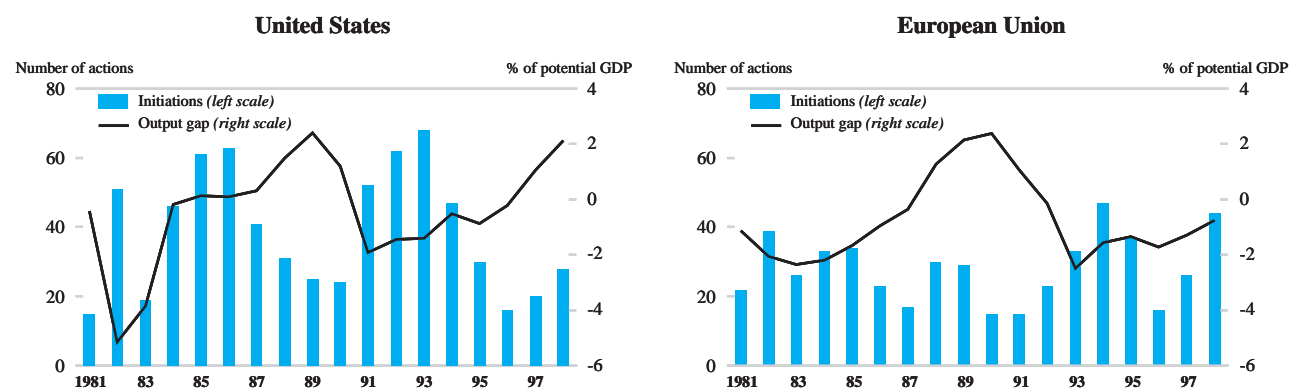 United States
Number of actions
% of potential GDP
80
4
Initiations (left scale)
Output gap (right scale)
2
60
0
40
-2
20
-4
0
-6
1981 83 85 87 89 91 93 95 97
European Union
Number of actions
% of potential GDP
80
4
Initiations (left scale)
Output gap (right scale)
2
60
0
40
-2
20
-4
0
-6
1981 83 85 87 89 91 93 95 97